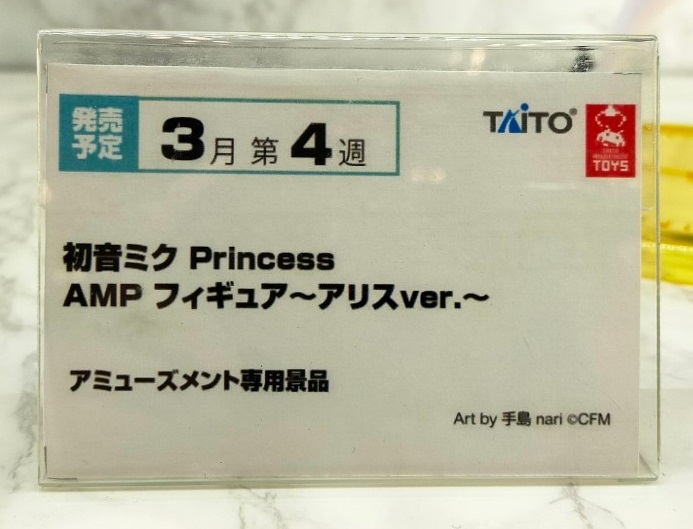 発売
予定
3月 第4週
TAITO®
TOYS
初音ミク Princess
AMP フィギュア～アリスver.～
アミューズメント専用景品
Art by 手島 nari ©CFM